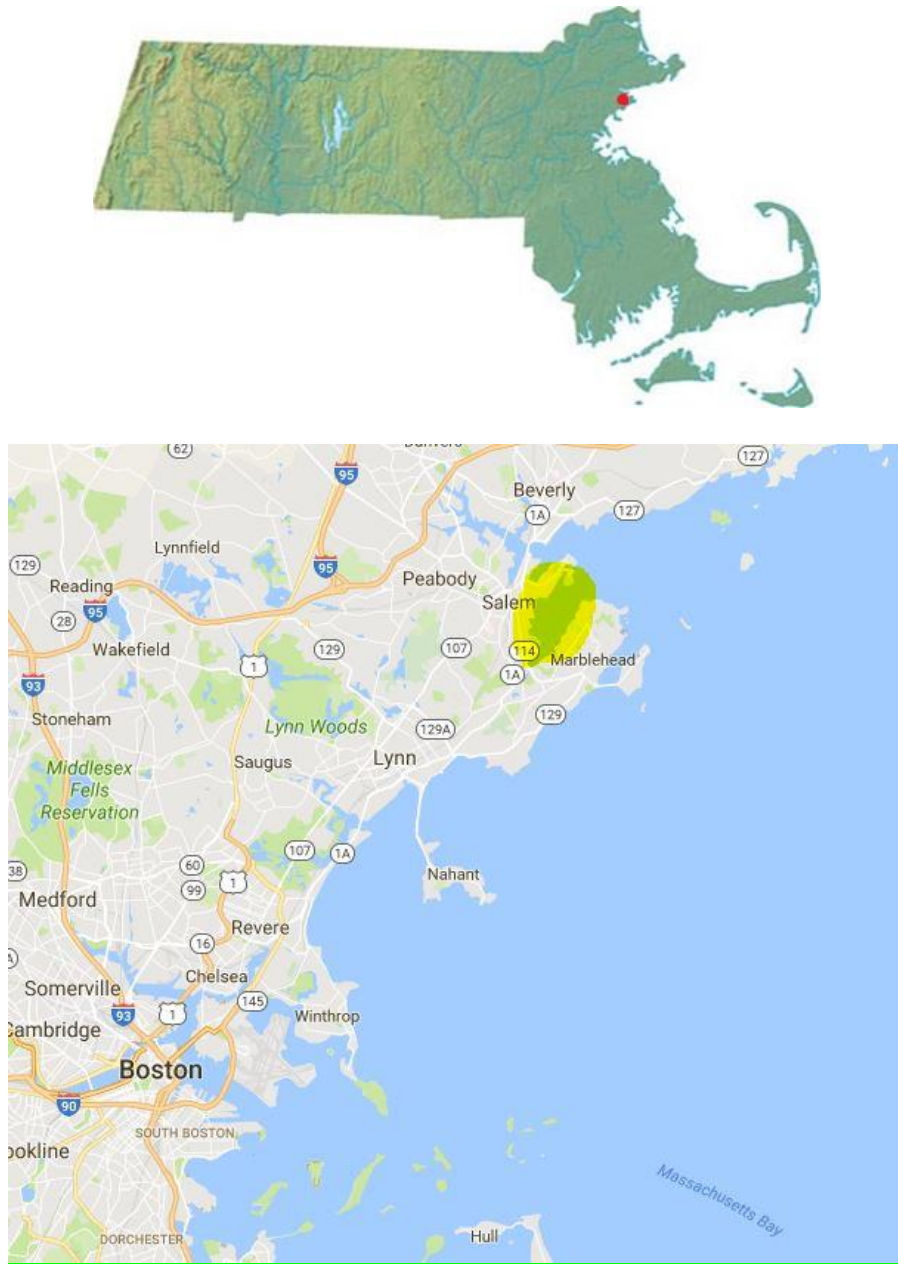 62
95
127
Beverly
1A
127
129
Lynnfield
95
Peabody
Reading
Salem
95
28
Wakefield
129
107
114
Marblehead
1
1A
93
Stoneham
129
Lynn Woods
129A
Saugus
Lynn
Middlesex
Fells
Reservation
107
1A
60
38
1
Nahant
99
Medford
Revere
16
Chelsea
Somerville
145
93
1
Winthrop
Cambridge
Boston
90
SOUTH BOSTON
ookline
Massachusetts Bay
DORCHESTER
Hull